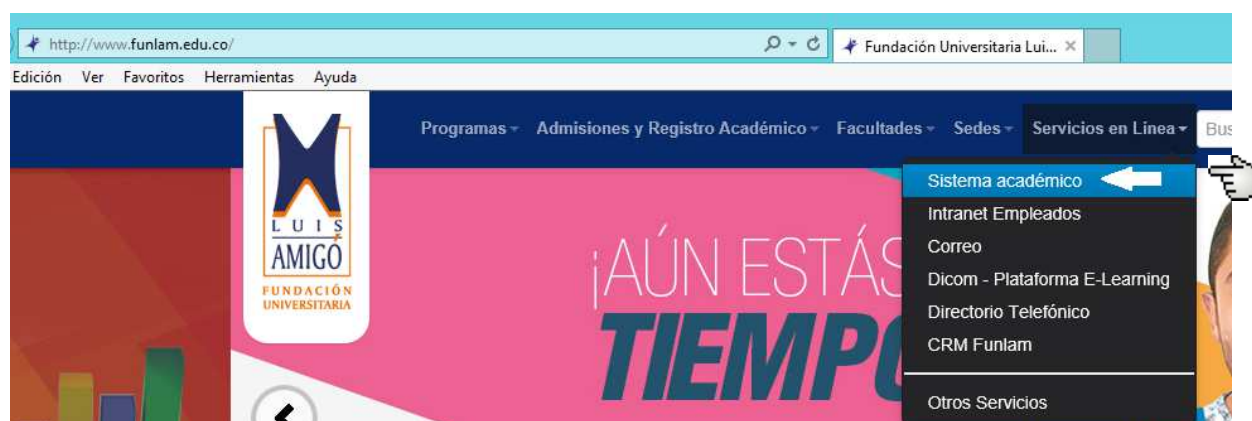 http://www.funlam.edu.co/
Fundación Universitaria Lui...
Edición Ver Favoritos Herramientas Ayuda
Programas Admisiones y Registro Académico Facultades Sedes Servicios en Línea Bus
LUIS
AMIGÓ
FUNDACIÓN
UNIVERSITARIA
¡AÚN ESTÁS
TIEMPO
Sistema académico
Intranet Empleados
Correo
Dicom - Plataforma E-Learning
Directorio Telefónico
CRM Funlam
Otros Servicios